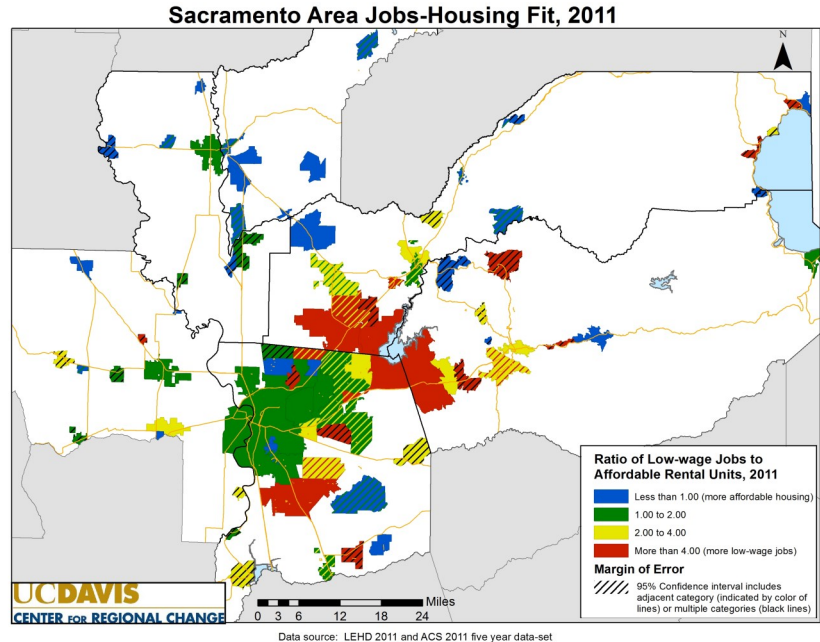 Sacramento Area Jobs-Housing Fit, 2011
N
Ratio of Low-wage Jobs to
Affordable Rental Units, 2011
Less than 1.00 (more affordable housing)
1.00 to 2.00
2.00 to 4.00
More than 4.00 (more low-wage jobs)
Margin of Error
95% Confidence interval includes
adjacent category (indicated by color of
lines) or multiple categories (black lines)
UCDAVIS
CENTER FOR REGIONAL CHANGE
Miles
0 3 6 12 18 24
Data source: LEHD 2011 and ACS 2011 five year data-set